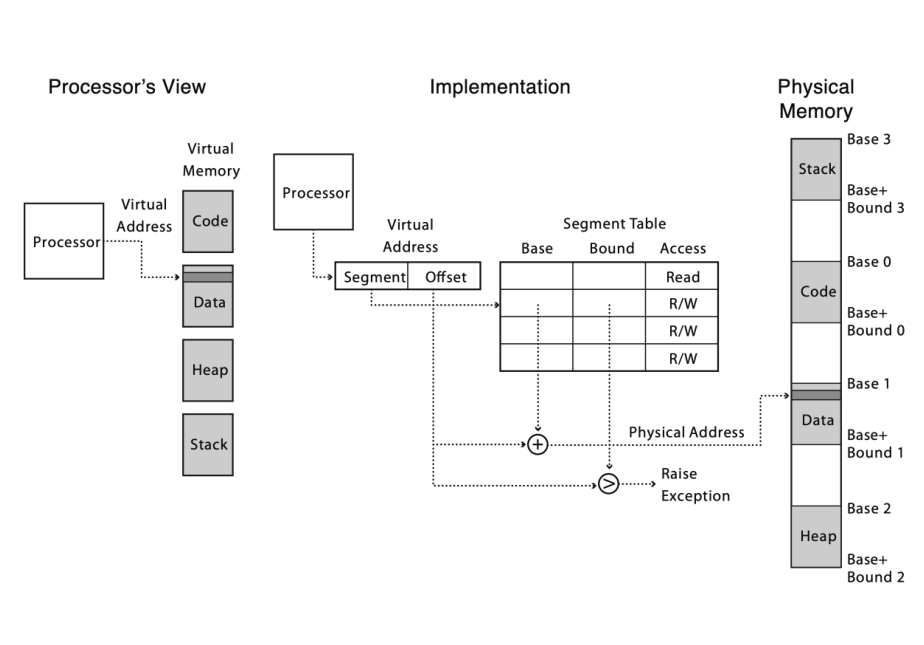 Processor's View
Virtual
Memory
Virtual
Address
Processor
Code
Data
Heap
Stack
Implementation
Processor
Virtual
Address
Segment Offset
Segment Table
Base Bound Access
Read
R/W
R/W
R/W
+
Physical Address
>
Raise
Exception
Physical
Memory
Base 3
Stack
Base+
Bound 3
Base 0
Code
Base+
Bound 0
Base 1
Data
Base+
Bound 1
Base 2
Heap
Base+
Bound 2